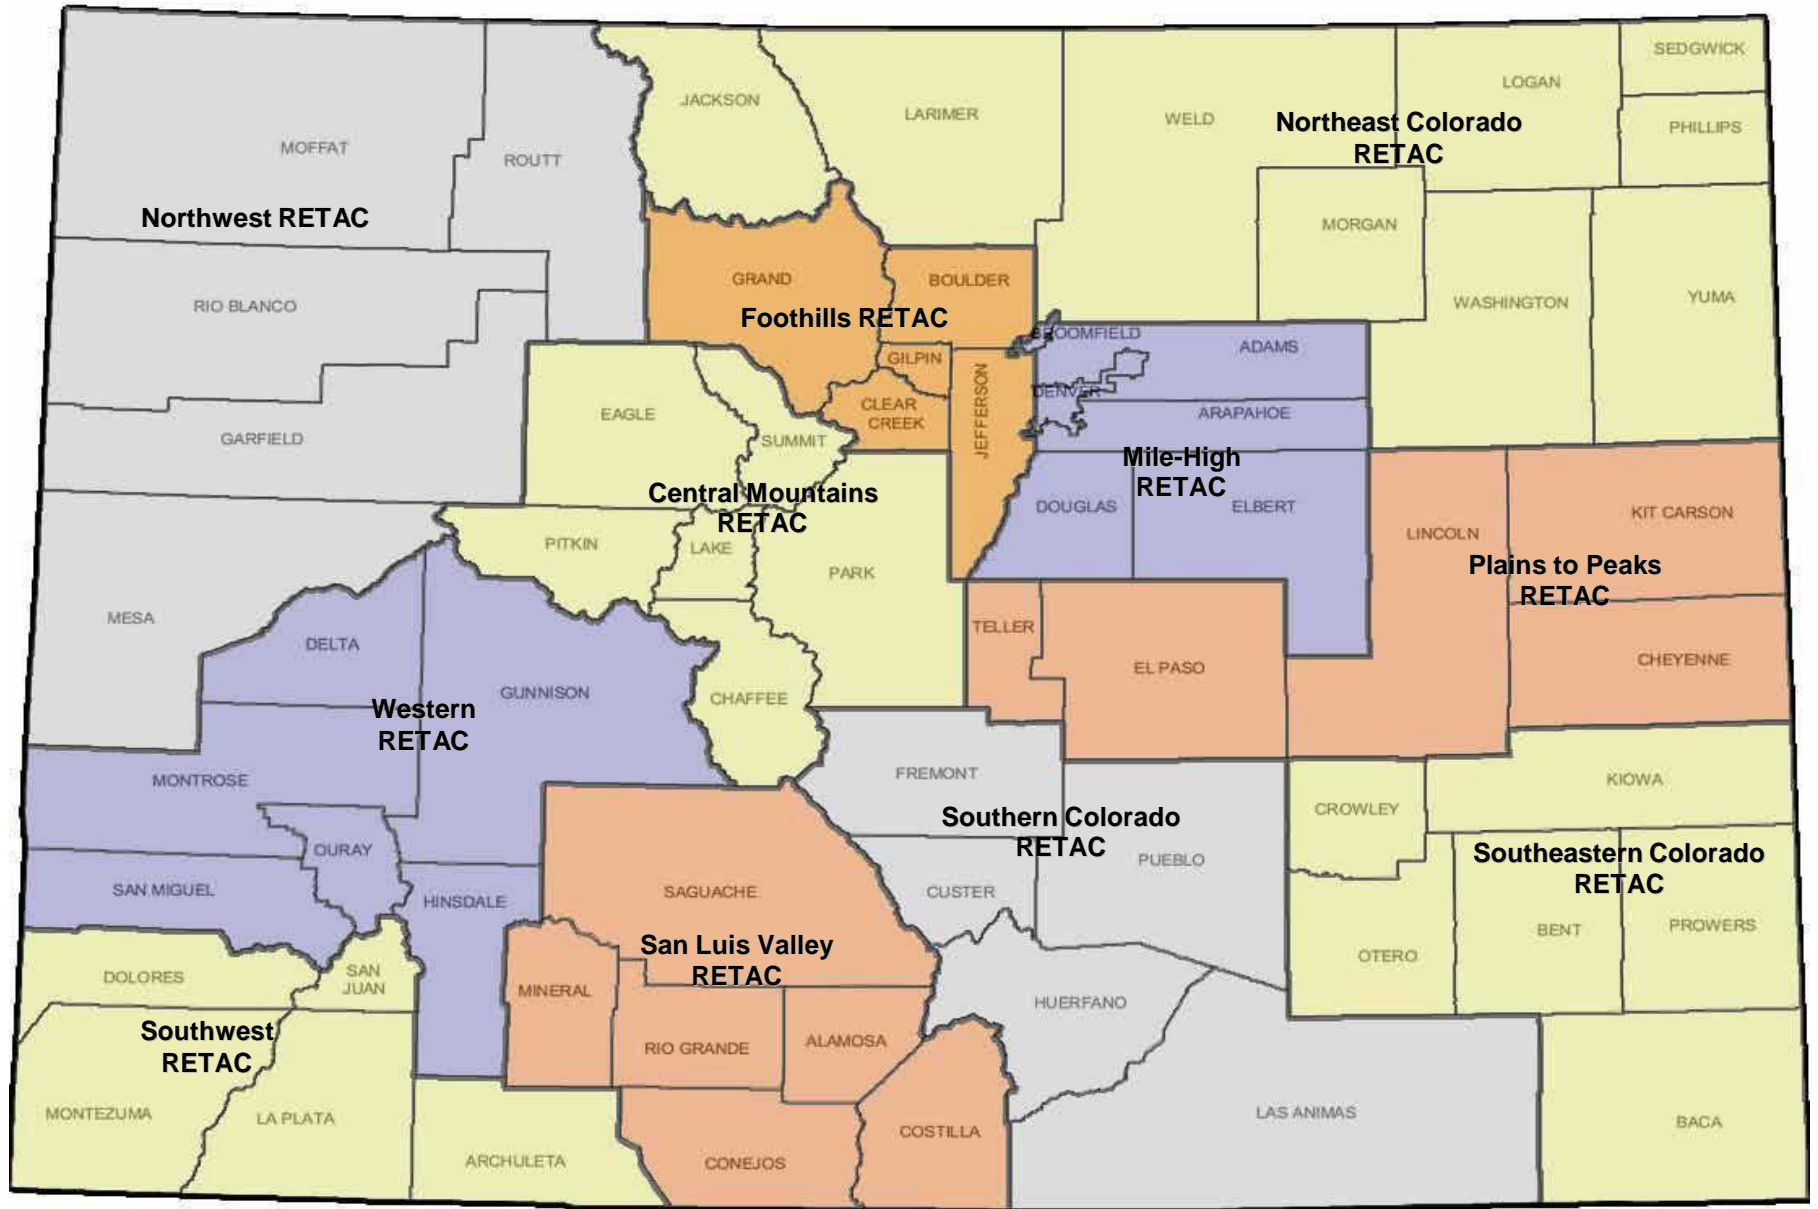 SEDGWICK
LOGAN
JACKSON
LARIMER
WELD
Northeast Colorado
RETAC
PHILLIPS
MOFFAT
ROUTT
Northwest RETAC
MORGAN
GRAND
BOULDER
RIO BLANCO
WASHINGTON
YUMA
Foothills RETAC
BROOMFIELD
ADAMS
GILPIN
DENVER
EAGLE
CLEAR
CREEK
JEFFERSON
ARAPAHOE
GARFIELD
SUMMIT
Mile-High
RETAC
Central Mountains
RETAC
DOUGLAS
ELBERT
KIT CARSON
LINCOLN
PITKIN
LAKE
PARK
Plains to Peaks
RETAC
MESA
TELLER
DELTA
EL PASO
CHEYENNE
GUNNISON
CHAFFEE
Western
RETAC
MONTROSE
FREMONT
KIOWA
CROWLEY
Southern Colorado
RETAC
OURAY
PUEBLO
Southeastern Colorado
RETAC
SAN MIGUEL
HINSDALE
SAGUACHE
CUSTER
BENT
PROWERS
San Luis Valley
RETAC
OTERO
DOLORES
SAN
JUAN
MINERAL
HUERFANO
Southwest
RETAC
RIO GRANDE
ALAMOSA
MONTEZUMA
LA PLATA
LAS ANIMAS
BACA
COSTILLA
ARCHULETA
CONEJOS